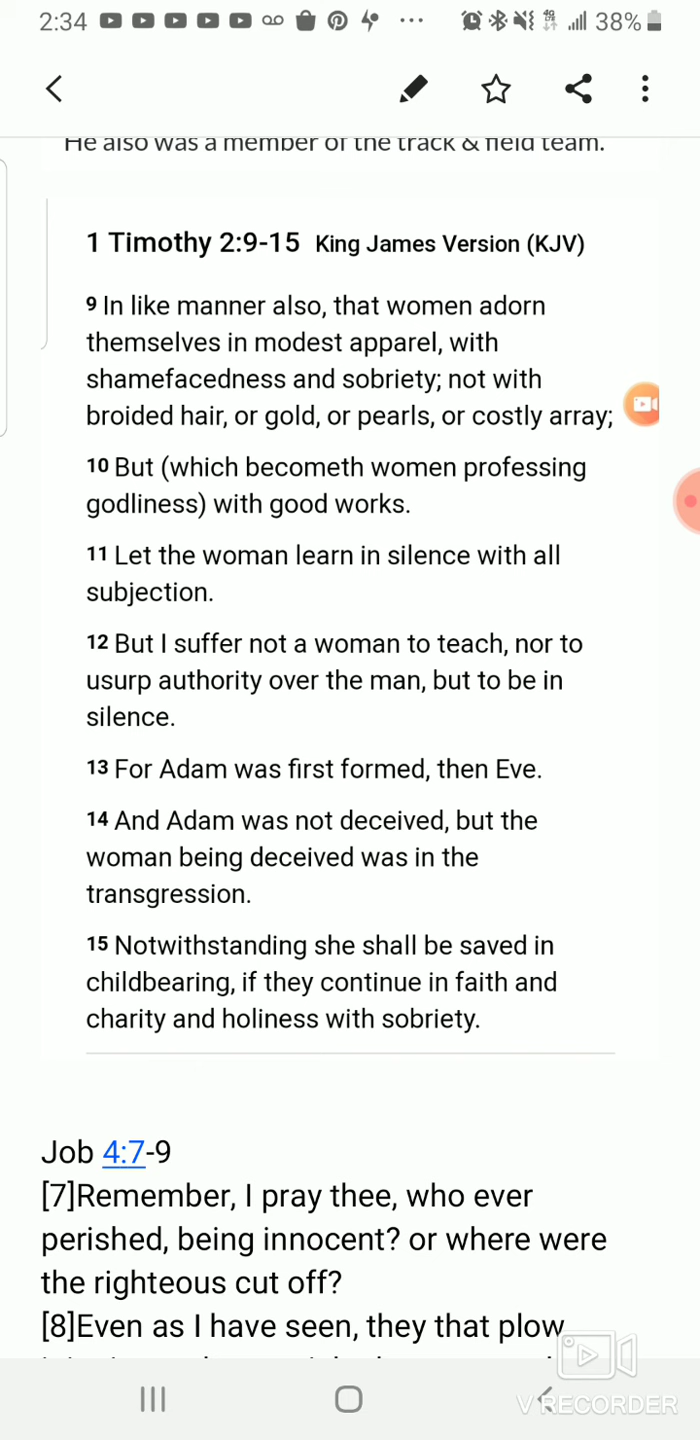 2:34
4G
38%
He also was a member of the track & field team.
1 Timothy 2:9-15 King James Version (KJV)
9 In like manner also, that women adorn
themselves in modest apparel, with
shamefacedness and sobriety; not with
broided hair, or gold, or pearls, or costly array;
10 But (which becometh women professing
godliness) with good works.
11 Let the woman learn in silence with all
subjection.
12 But I suffer not a woman to teach, nor to
usurp authority over the man, but to be in
silence.
13 For Adam was first formed, then Eve.
14 And Adam was not deceived, but the
woman being deceived was in the
transgression.
15 Notwithstanding she shall be saved in
childbearing, if they continue in faith and
charity and holiness with sobriety.
Job 4:7-9
[7]Remember, I pray thee, who ever
perished, being innocent? or where were
the righteous cut off?
[8]Even as I have seen, they that plow
V RECORDER